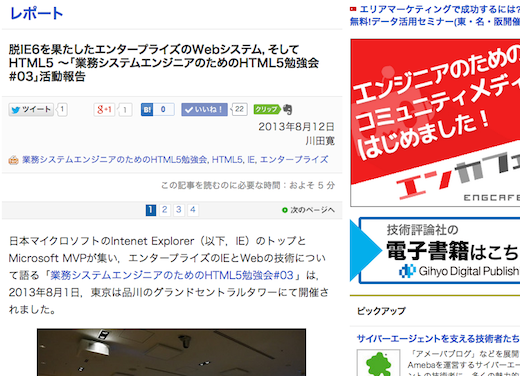 レポート
脱IE6を果たしたエンタープライズのWebシステム，そして
HTML5 ～「業務システムエンジニアのためのHTML5勉強会
#03」活動報告
ツイート 1 g+1 1 B! 0 いいね！ 22 クリップ
2013年8月12日
川田寛
業務システムエンジニアのためのHTML5勉強会, HTML5, IE, エンタープライズ
この記事を読むのに必要な時間：およそ 5 分
1 2 3 4 次のページへ
日本マイクロソフトのIntenet Explorer（以下，IE）のトップと
Microsoft MVPが集い，エンタープライズのIEとWebの技術につい
て語る「業務システムエンジニアのためのHTML5勉強会#03」は，
2013年8月1日，東京は品川のグランドセントラルタワーにて開催さ
れました。
エリアマーケティングで成功するには?
無料!データ活用セミナー(東・名・阪開催
エンジニアのための
コミュニティメディ
はじめました！
エンカフェ
ENGCAFE
技術評論社の
電子書籍はこち
Gihyo Digital Publish
ピックアップ
サイバーエージェントを支える技術者たち
「アメーバブログ」などを展開
Amebaを運営するサイバーエー